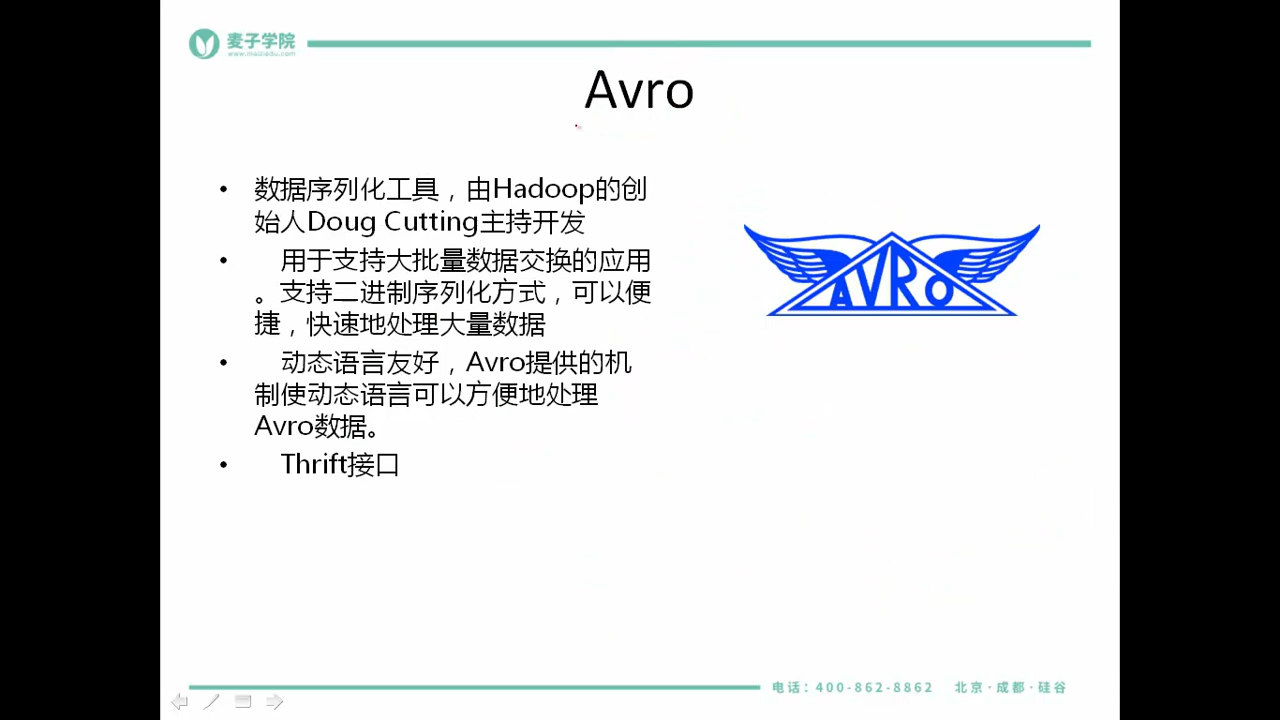 麦子学院
www.maiziedu.com
Avro
• 数据序列化工具，由Hadoop的创
始人Doug Cutting主持开发
• 用于支持大批量数据交换的应用
。支持二进制序列化方式，可以便
捷，快速地处理大量数据
• 动态语言友好，Avro提供的机
制使动态语言可以方便地处理
Avro数据。
• Thrift接口
AVRO
电话：400-862-8862 北京·成都·硅谷